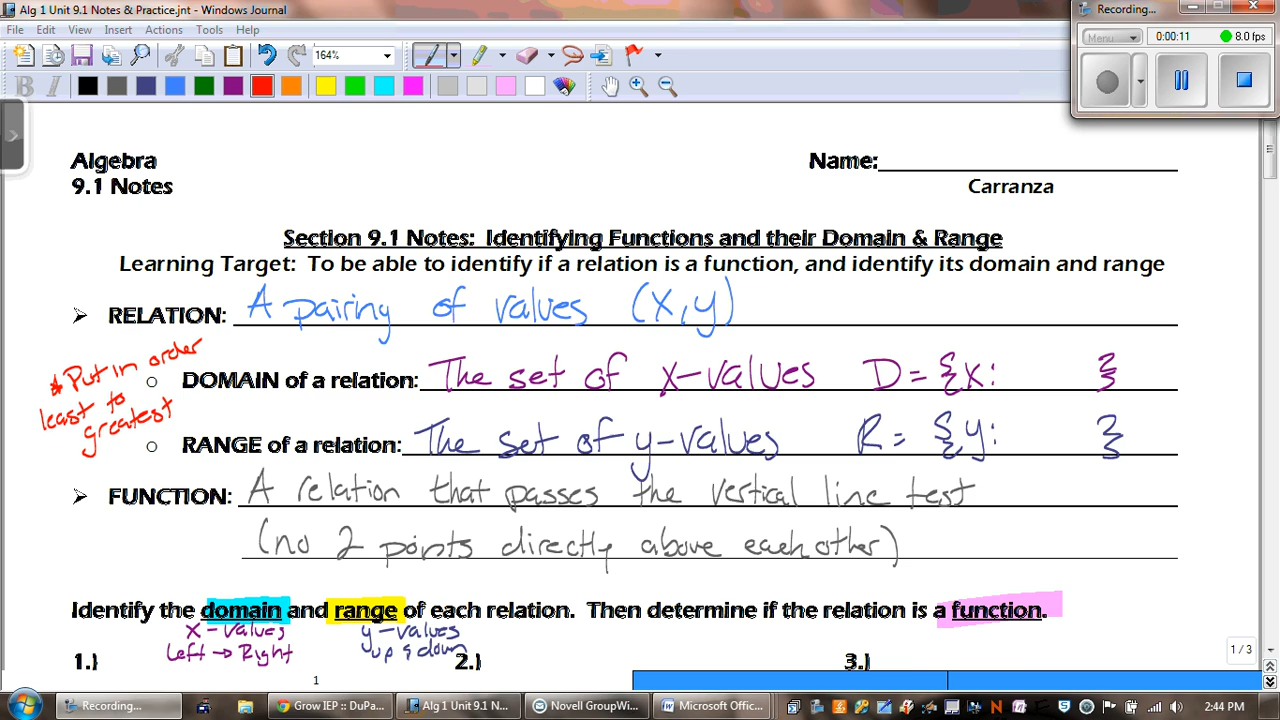 Alg 1 Unit 9.1 Notes & Practice.jnt - Windows Journal
Recording...
File Edit View Insert Actions Tools Help
Menu 0:00:11 8.0 fps
164%
B I
Algebra Name:
9.1 Notes Carranza
Section 9.1 Notes: Identifying Functions and their Domain & Range
Learning Target: To be able to identify if a relation is a function, and identify its domain and range
RELATION: A pairing of values (x,y)
* Put in order
least to
greatest
DOMAIN of a relation: The set of x-values D = {x: }
RANGE of a relation: The set of y-values R = {y: }
FUNCTION: A relation that passes the vertical line test
(no 2 points directly above each other)
Identify the domain and range of each relation. Then determine if the relation is a function.
x-values y-values
Left → Right up & down
1.) 2.) 3.)
1
1 / 3
Recording... Grow IEP :: DuPa... Alg 1 Unit 9.1 N... Novell GroupWi... Microsoft Offic... 2:44 PM